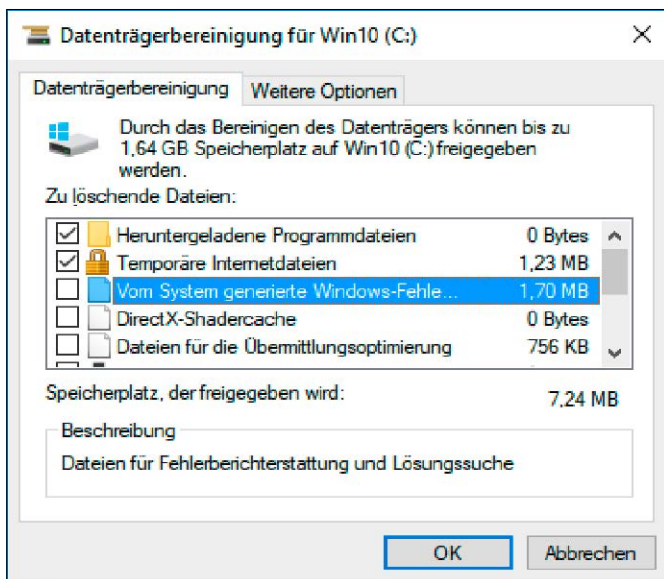 Datenträgerbereinigung für Win10 (C:)
Datenträgerbereinigung Weitere Optionen
Durch das Bereinigen des Datenträgers können bis zu
1,64 GB Speicherplatz auf Win10 (C:) freigegeben
werden.
Zu löschende Dateien:
Heruntergeladene Programmdateien 0 Bytes
Temporäre Internetdateien 1,23 MB
Vom System generierte Windows-Fehle... 1,70 MB
DirectX-Shadercache 0 Bytes
Dateien für die Übermittlungsoptimierung 756 KB
Speicherplatz, der freigegeben wird: 7,24 MB
Beschreibung
Dateien für Fehlerberichterstattung und Lösungssuche
OK Abbrechen